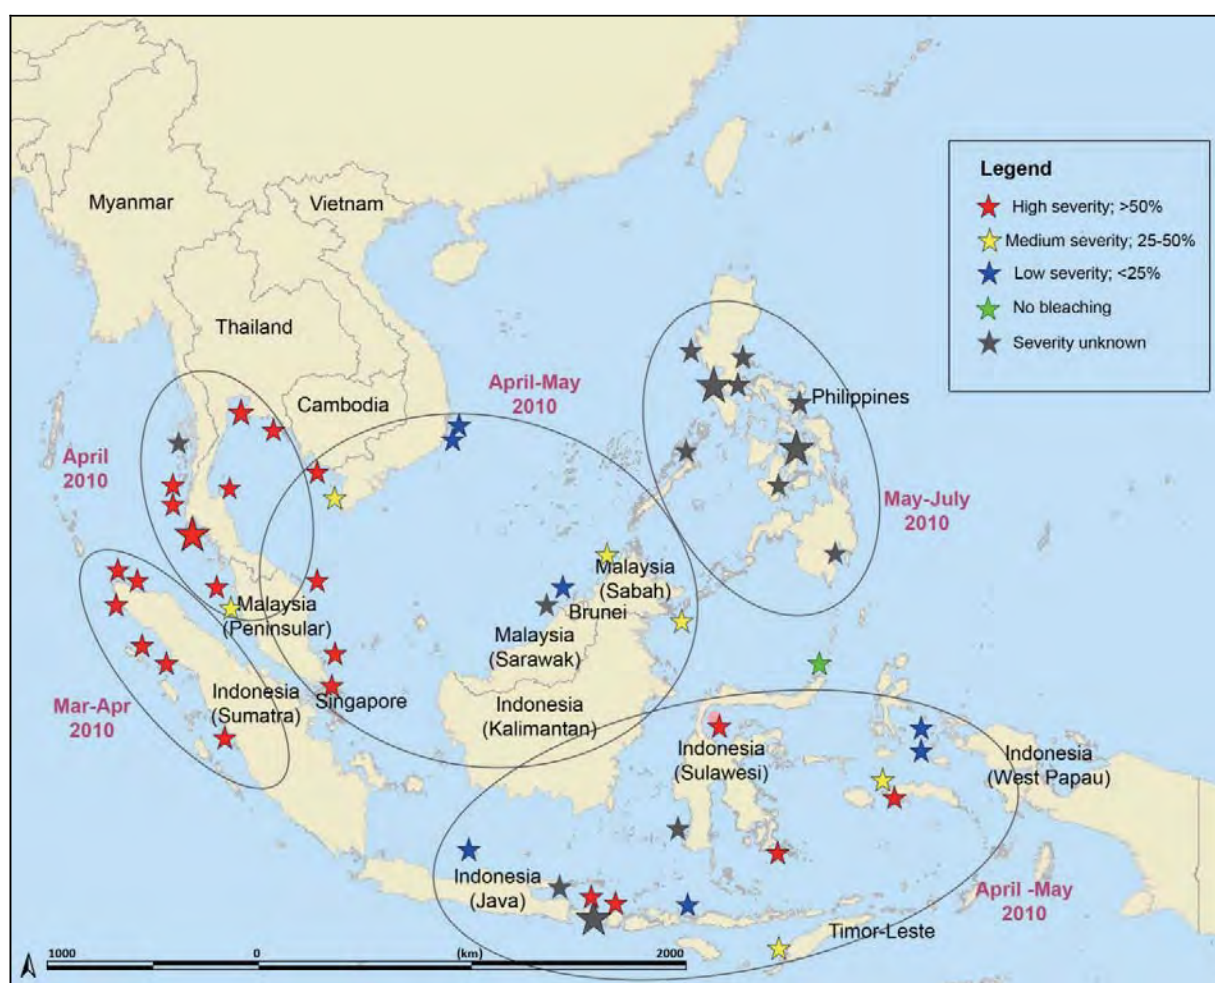 Legend
High severity; >50%
Medium severity; 25-50%
Low severity; <25%
No bleaching
Severity unknown
Myanmar
Vietnam
Thailand
Cambodia
April-May
2010
Philippines
April
2010
May-July
2010
Malaysia
(Peninsular)
Malaysia
(Sabah)
Brunei
Malaysia
(Sarawak)
Mar-Apr
2010
Indonesia
(Sumatra)
Singapore
Indonesia
(Kalimantan)
Indonesia
(Sulawesi)
Indonesia
(West Papau)
Indonesia
(Java)
April -May
2010
Timor-Leste
1000 0 (km) 2000